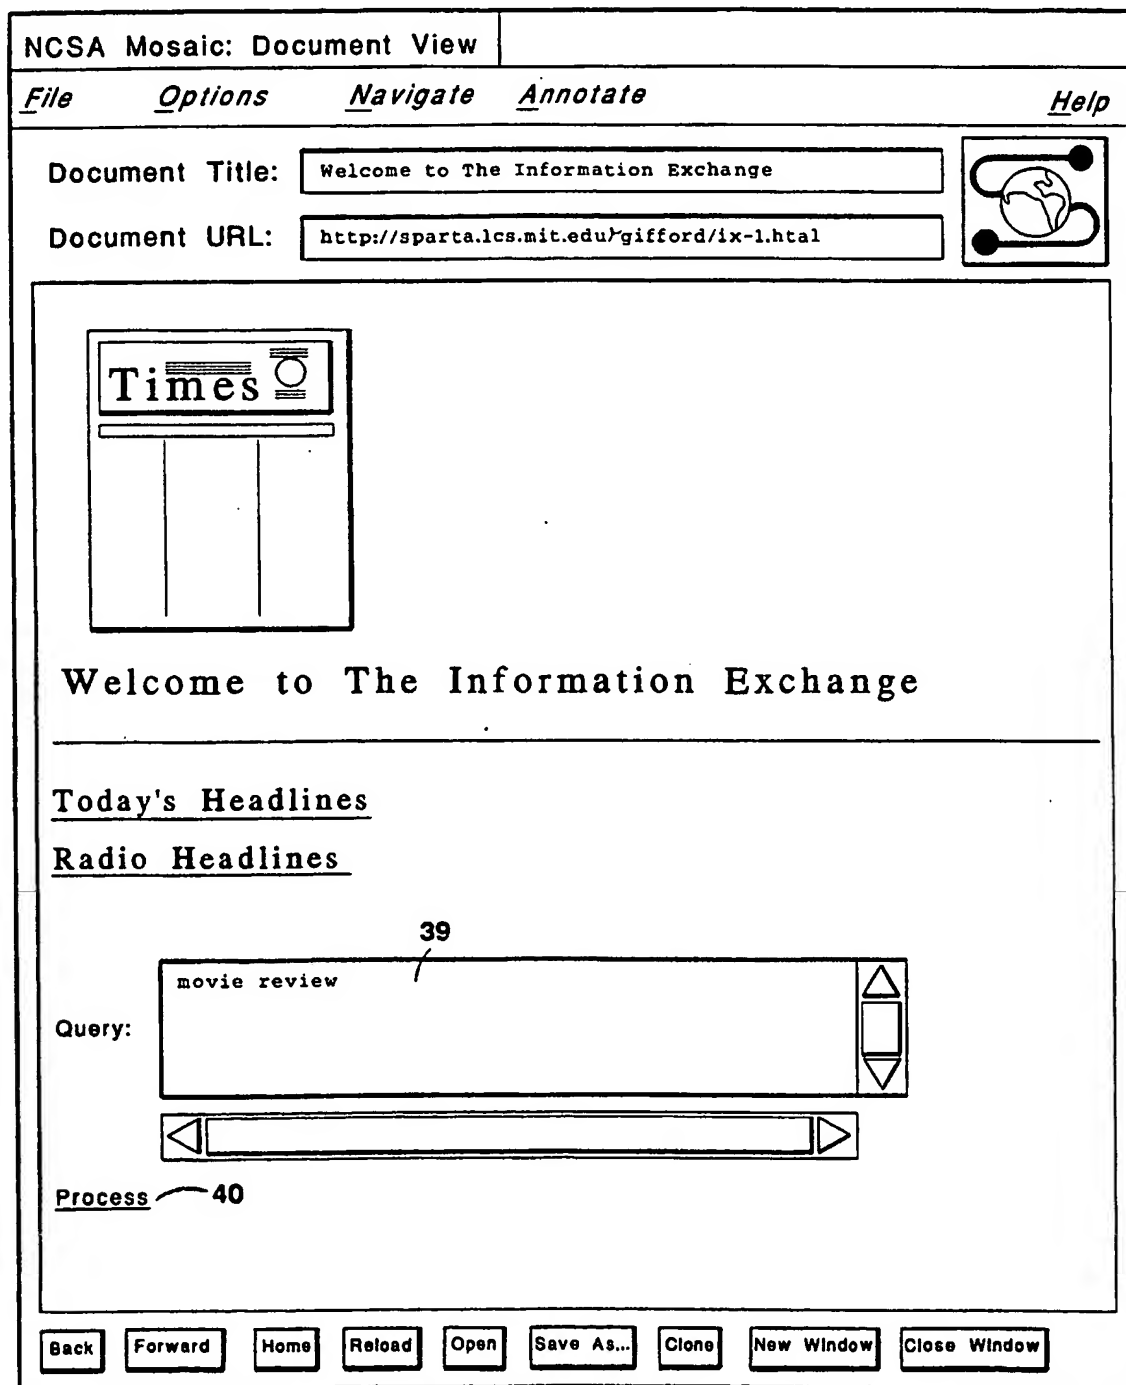 NCSA Mosaic: Document View
File Options Navigate Annotate Help
Document Title: Welcome to The Information Exchange
Document URL: http://sparta.lcs.mit.edu/~gifford/ix-1.htal
Times
Welcome to The Information Exchange
Today's Headlines
Radio Headlines
39
movie review
Query:
Process 40
Back Forward Home Reload Open Save As... Clone New Window Close Window